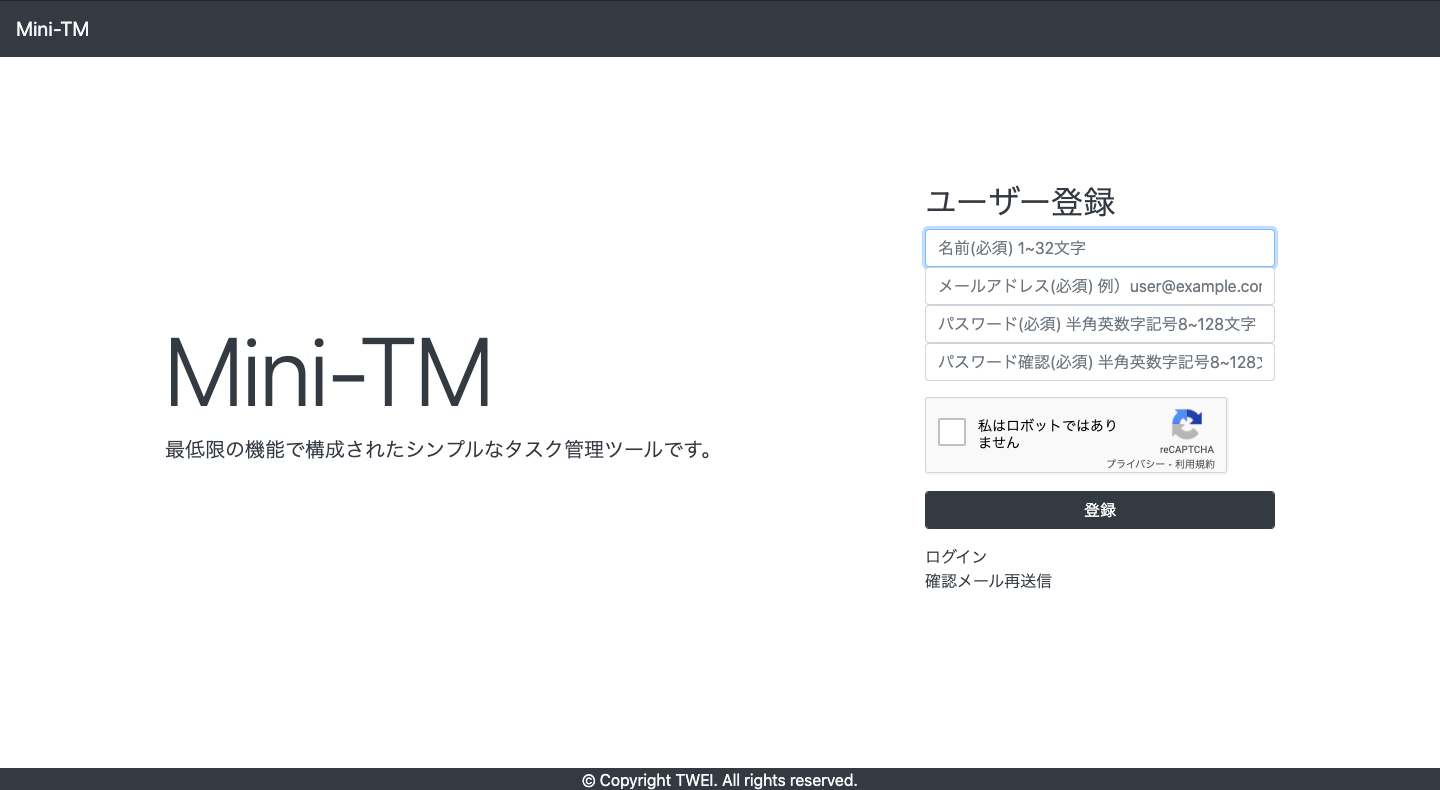 Mini-TM
Mini-TM
最低限の機能で構成されたシンプルなタスク管理ツールです。
ユーザー登録
名前(必須) 1~32文字
メールアドレス(必須) 例）user@example.co
パスワード(必須) 半角英数字記号8~128文字
パスワード確認(必須) 半角英数字記号8~128
私はロボットではあり
ません
reCAPTCHA
プライバシー - 利用規約
登録
ログイン
確認メール再送信
© Copyright TWEI. All rights reserved.